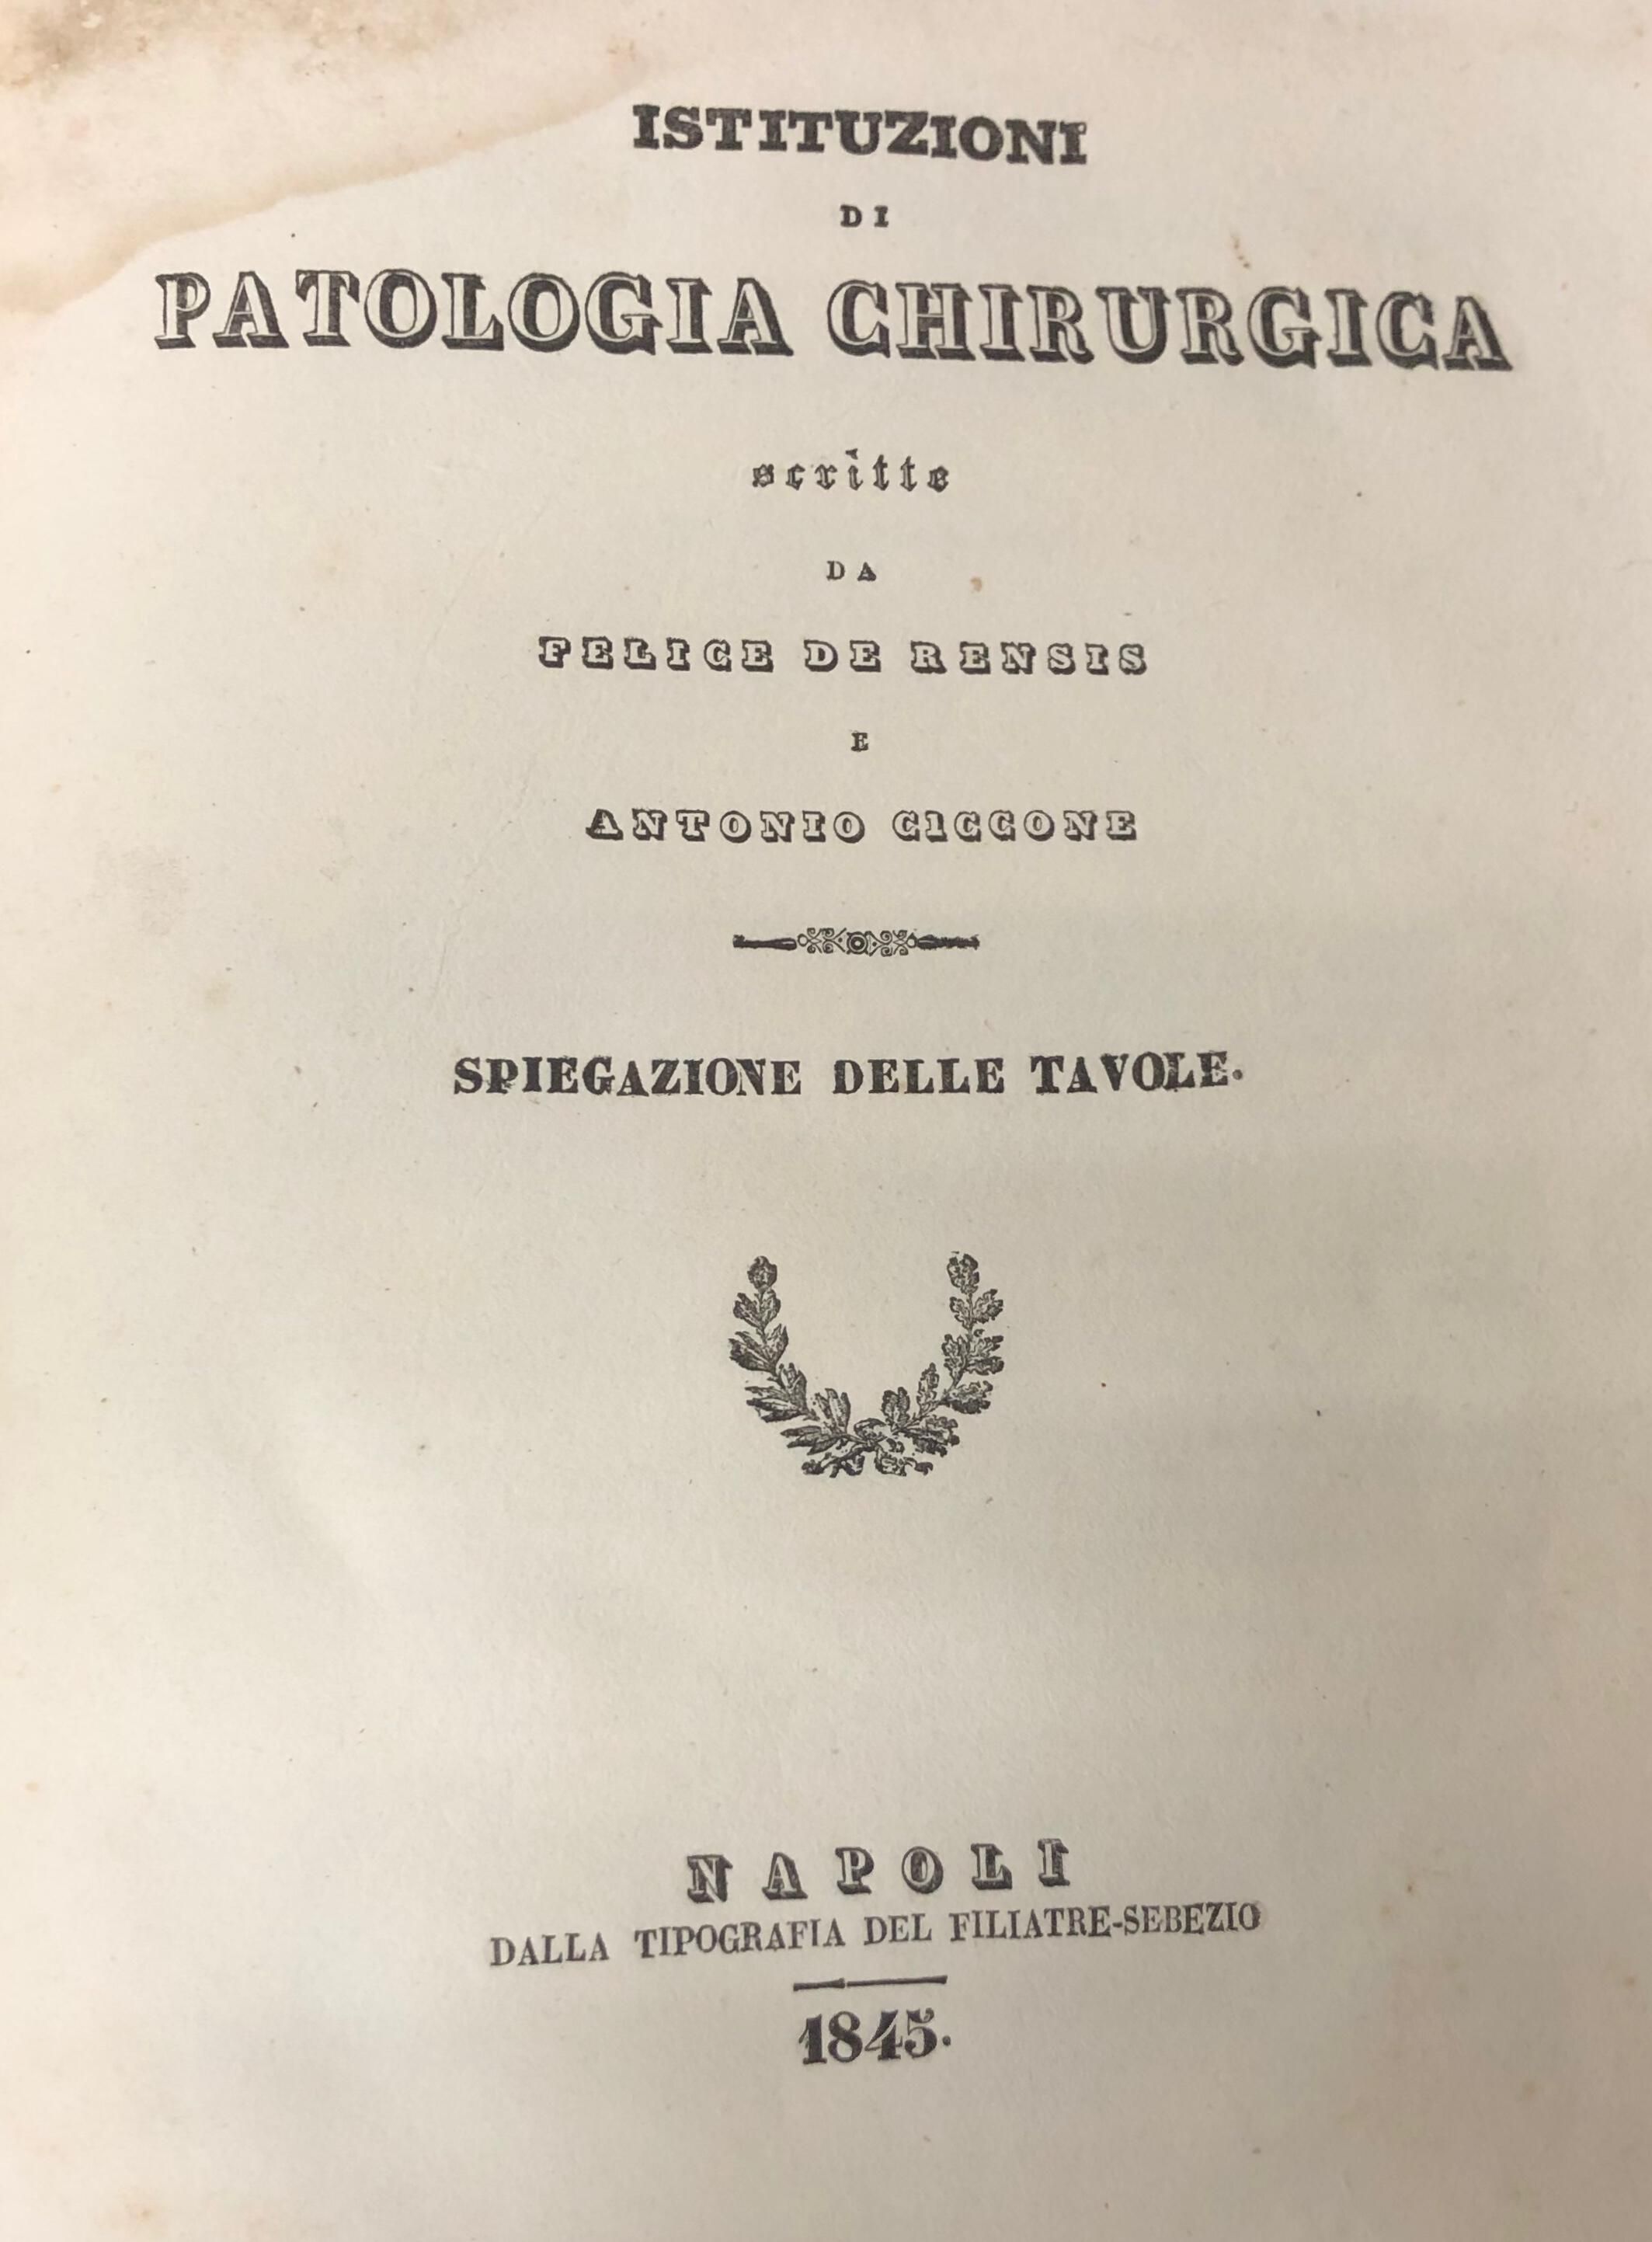 ISTITUZIONI
DI
PATOLOGIA CHIRURGICA
scritte
DA
FELICE DE RENSIS
E
ANTONIO CICCONE
SPIEGAZIONE DELLE TAVOLE.
NAPOLI
DALLA TIPOGRAFIA DEL FILIATRE-SEBEZIO
1845.